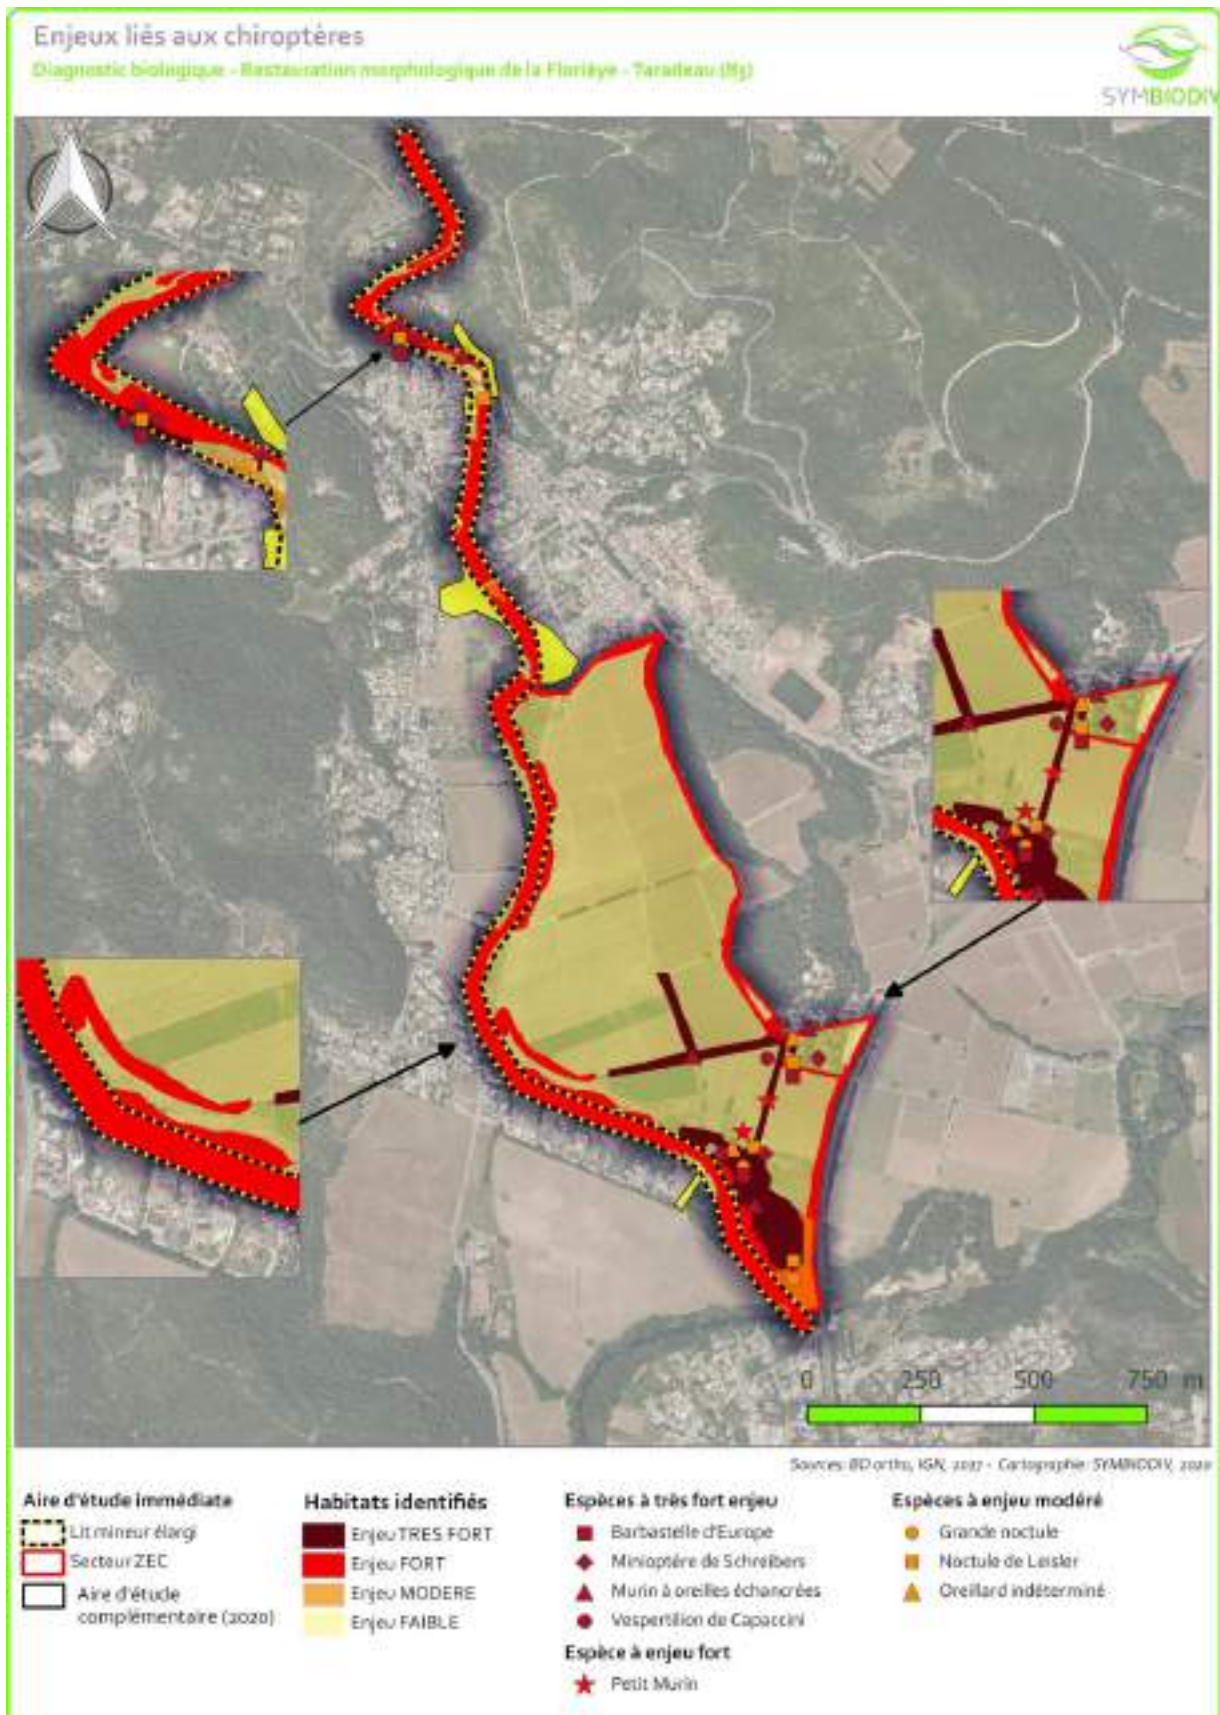 Enjeux liés aux chiroptères
Diagnostic biologique - Restauration morphologique de la Florièye - Taradeau (83)
SYMBIODIV
0 250 500 750 m
Sources: BD ortho, IGN, 2017 - Cartographie: SYMBIODIV, 2020
Aire d'étude immédiate
Lit mineur élargi
Secteur ZEC
Aire d'étude
complémentaire (2020)
Habitats identifiés
Enjeu TRES FORT
Enjeu FORT
Enjeu MODERE
Enjeu FAIBLE
Espèces à très fort enjeu
Barbastelle d'Europe
Minioptère de Schreibers
Murin à oreilles échancrées
Vespertilion de Capaccini
Espèce à enjeu fort
Petit Murin
Espèces à enjeu modéré
Grande noctule
Noctule de Leisler
Oreillard indéterminé